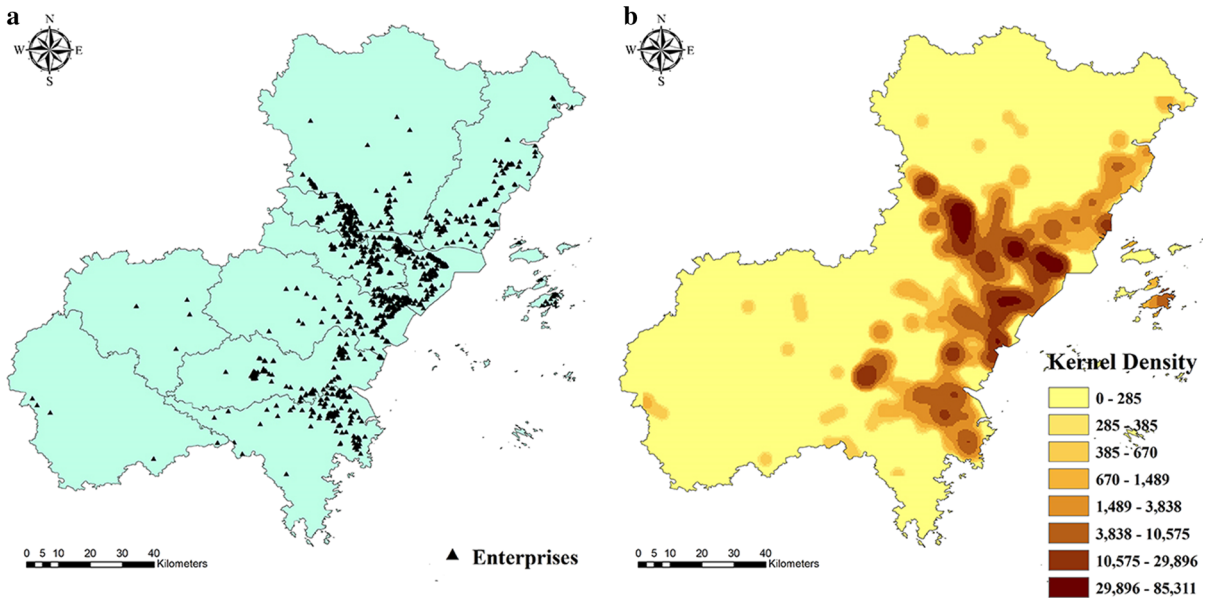 a
N
W E
S
0 5 10 20 30 40
Kilometers
Enterprises
b
N
W E
S
Kernel Density
0 - 285
285 - 385
385 - 670
670 - 1,489
1,489 - 3,838
3,838 - 10,575
10,575 - 29,896
29,896 - 85,311
0 5 10 20 30 40
Kilometers